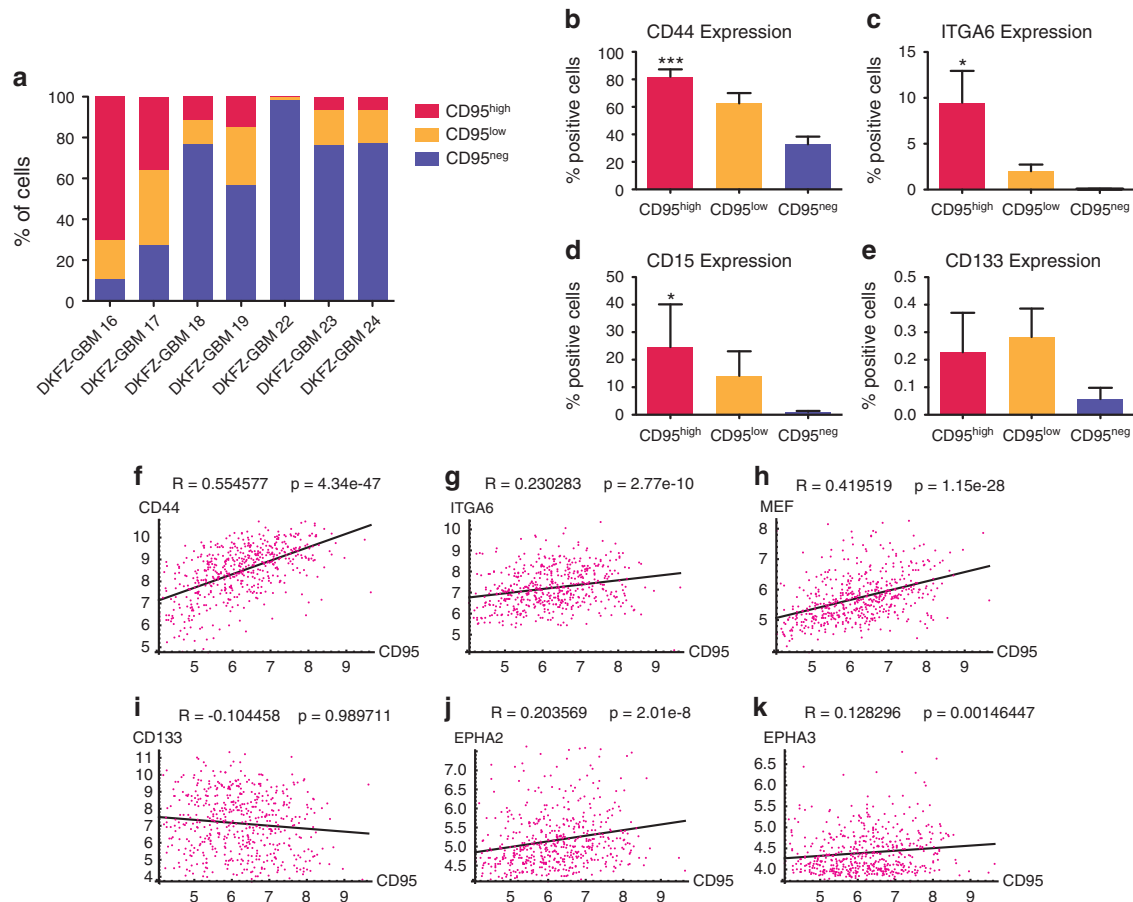 a
% of cells
100
80
60
40
20
0
DKFZ-GBM 16
DKFZ-GBM 17
DKFZ-GBM 18
DKFZ-GBM 19
DKFZ-GBM 22
DKFZ-GBM 23
DKFZ-GBM 24
CD95high
CD95low
CD95neg
b
CD44 Expression
% positive cells
100
80
60
40
20
0
***
CD95high CD95low CD95neg
c
ITGA6 Expression
% positive cells
15
10
5
0
*
CD95high CD95low CD95neg
d
CD15 Expression
% positive cells
50
40
30
20
10
0
*
CD95high CD95low CD95neg
e
CD133 Expression
% positive cells
0.5
0.4
0.3
0.2
0.1
0.0
CD95high CD95low CD95neg
f
R = 0.554577 p = 4.34e-47
CD44
10
9
8
7
6
5
5 6 7 8 9
CD95
g
R = 0.230283 p = 2.77e-10
ITGA6
10
9
8
7
6
5
5 6 7 8 9
CD95
h
R = 0.419519 p = 1.15e-28
MEF
8
7
6
5
5 6 7 8 9
CD95
i
R = -0.104458 p = 0.989711
CD133
11
10
9
8
7
6
5
4
5 6 7 8 9
CD95
j
R = 0.203569 p = 2.01e-8
EPHA2
7.0
6.5
6.0
5.5
5.0
4.5
5 6 7 8 9
CD95
k
R = 0.128296 p = 0.00146447
EPHA3
6.5
6.0
5.5
5.0
4.5
4.0
5 6 7 8 9
CD95